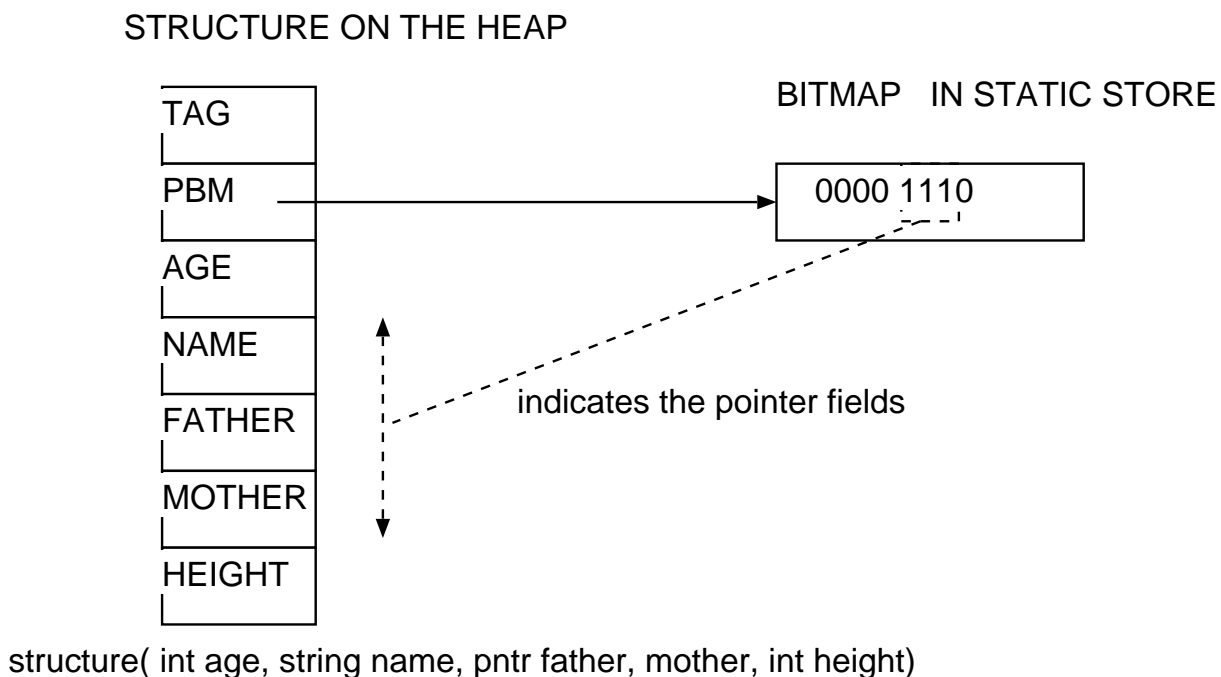 STRUCTURE ON THE HEAP
BITMAP IN STATIC STORE
TAG
PBM
0000 1110
AGE
NAME
indicates the pointer fields
FATHER
MOTHER
HEIGHT
structure( int age, string name, pntr father, mother, int height)